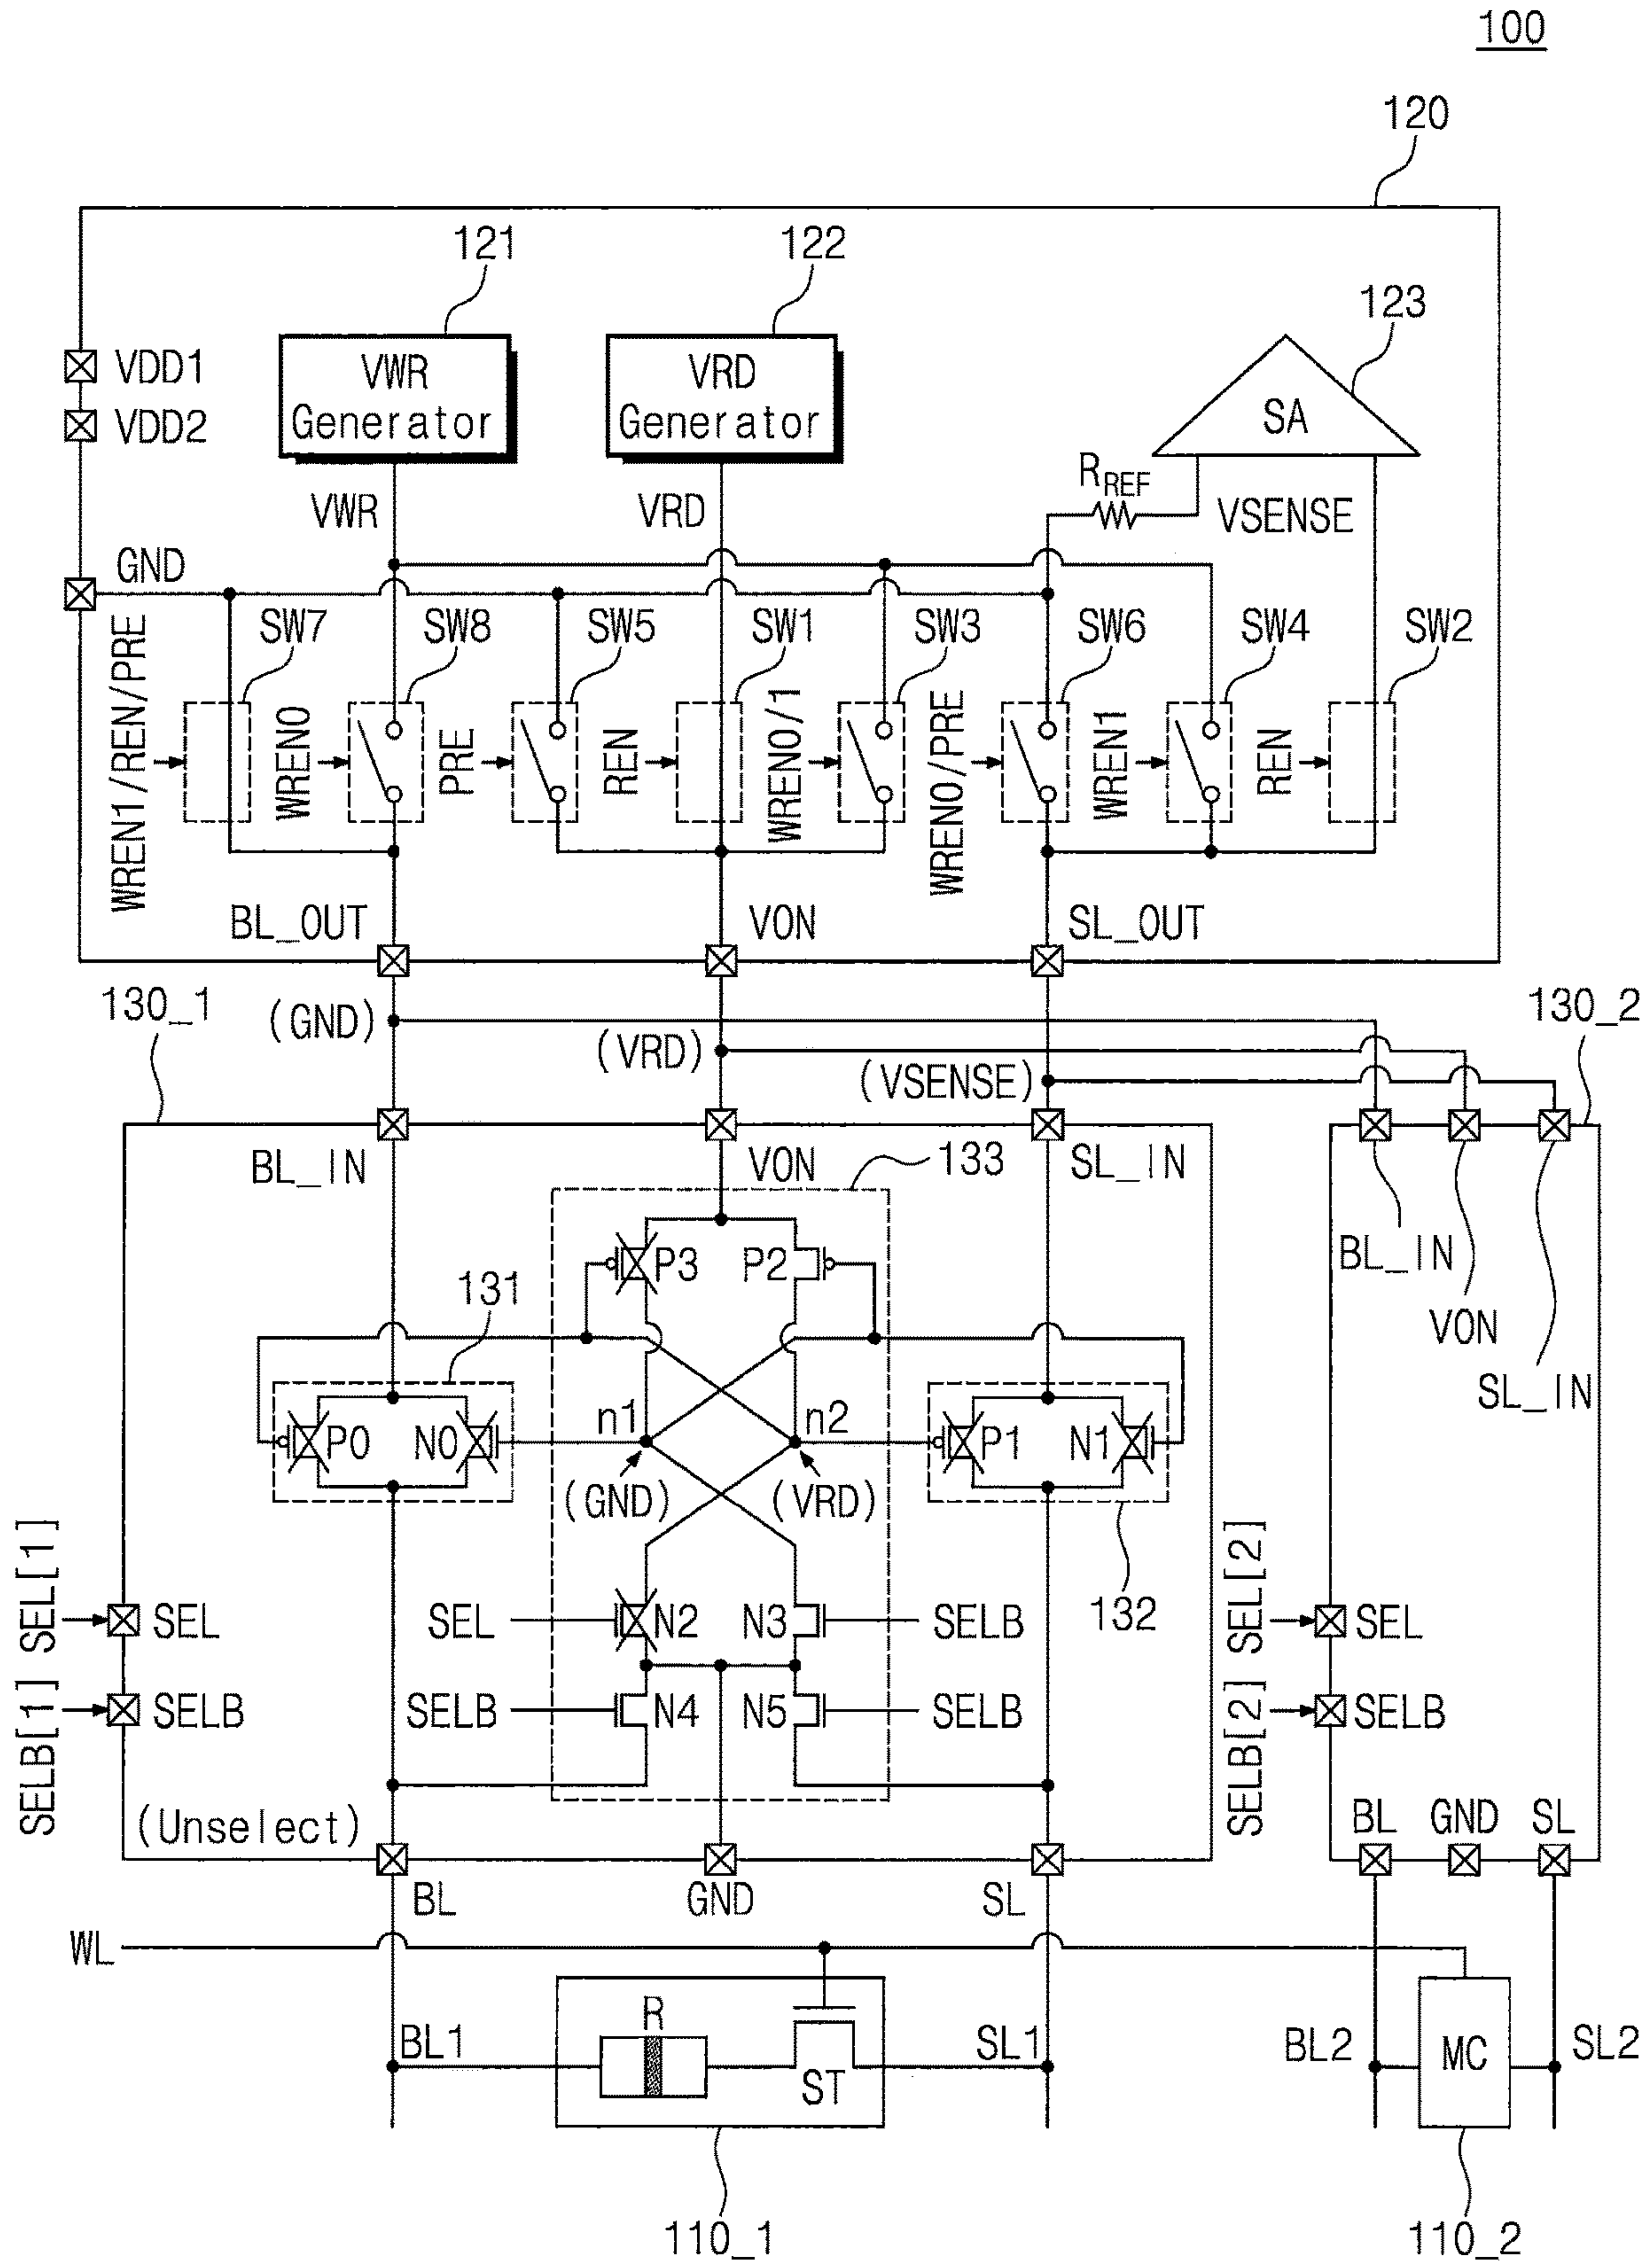 100
120
121
122
123
VWR
Generator
VRD
Generator
SA
VDD1
VDD2
RREF
VWR
VRD
VSENSE
GND
SW7
SW8
SW5
SW1
SW3
SW6
SW4
SW2
WREN1/REN/PRE
WREN0
PRE
REN
WREN0/1
WREN0/PRE
WREN1
REN
BL_OUT
VON
SL_OUT
130_1
(GND)
(VRD)
(VSENSE)
130_2
BL_IN
VON
133
SL_IN
BL_IN
VON
SL_IN
P3
P2
131
P0
N0
n1
n2
P1
N1
(GND)
(VRD)
132
SEL[1]
SEL
SEL
N2
N3
SELB
SEL[2]
SEL
SELB[1]
SELB
SELB
N4
N5
SELB
SELB[2]
SELB
(Unselect)
BL
GND
SL
BL
GND
SL
WL
BL1
R
ST
SL1
BL2
MC
SL2
110_1
110_2